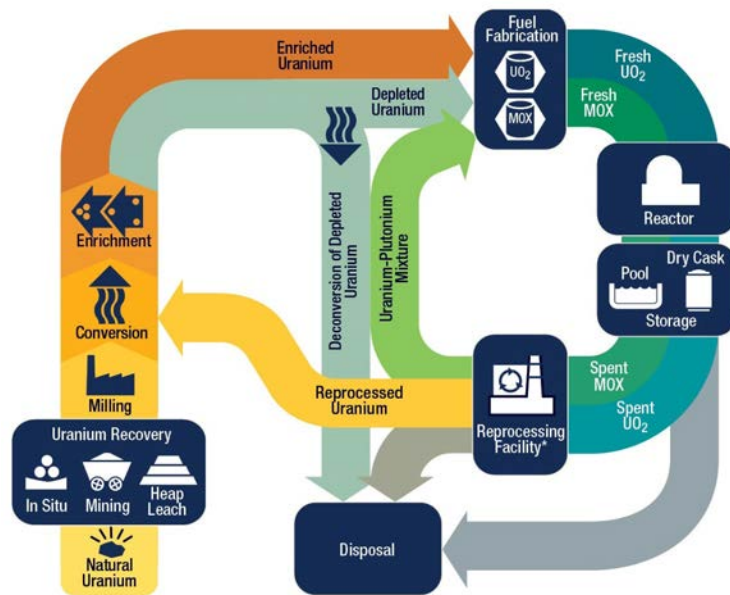 Fuel
Fabrication
UO2
MOX
Enriched
Uranium
Depleted
Uranium
Fresh
UO2
Fresh
MOX
Reactor
Pool
Dry Cask
Storage
Enrichment
Conversion
Milling
Uranium Recovery
In Situ
Mining
Heap
Leach
Natural
Uranium
Deconversion of Depleted
Uranium
Uranium-Plutonium
Mixture
Reprocessed
Uranium
Reprocessing
Facility*
Spent
MOX
Spent
UO2
Disposal